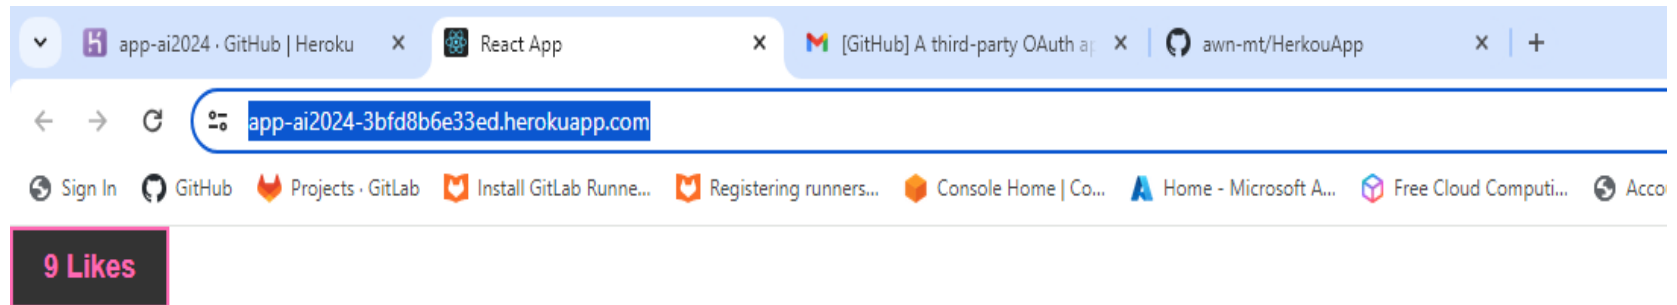 app-ai2024 · GitHub | Heroku
React App
[GitHub] A third-party OAuth ap
awn-mt/HerkouApp
app-ai2024-3bfd8b6e33ed.herokuapp.com
Sign In GitHub Projects · GitLab Install GitLab Runne... Registering runners... Console Home | Co... Home - Microsoft A... Free Cloud Computi... Acco
9 Likes